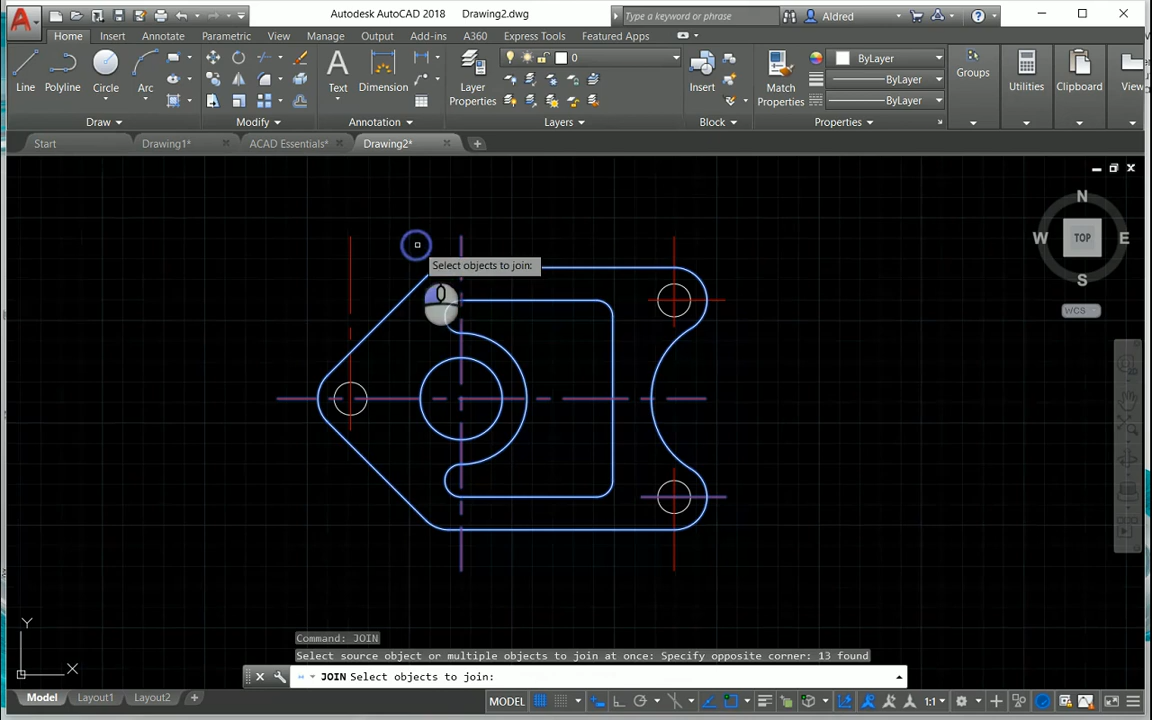 Autodesk AutoCAD 2018 Drawing2.dwg
Type a keyword or phrase
Aldred
Home Insert Annotate Parametric View Manage Output Add-ins A360 Express Tools Featured Apps
0
ByLayer
ByLayer
ByLayer
Line Polyline Circle Arc
Text Dimension
Layer Properties
Insert
Match Properties
Groups
Utilities
Clipboard
View
Draw Modify Annotation Layers Block Properties
Start Drawing1* ACAD Essentials* Drawing2*
N
W TOP E
S
WCS
Select objects to join:
Y
X
Command: JOIN
Select source object or multiple objects to join at once: Specify opposite corner: 13 found
JOIN Select objects to join:
Model Layout1 Layout2
MODEL
1:1